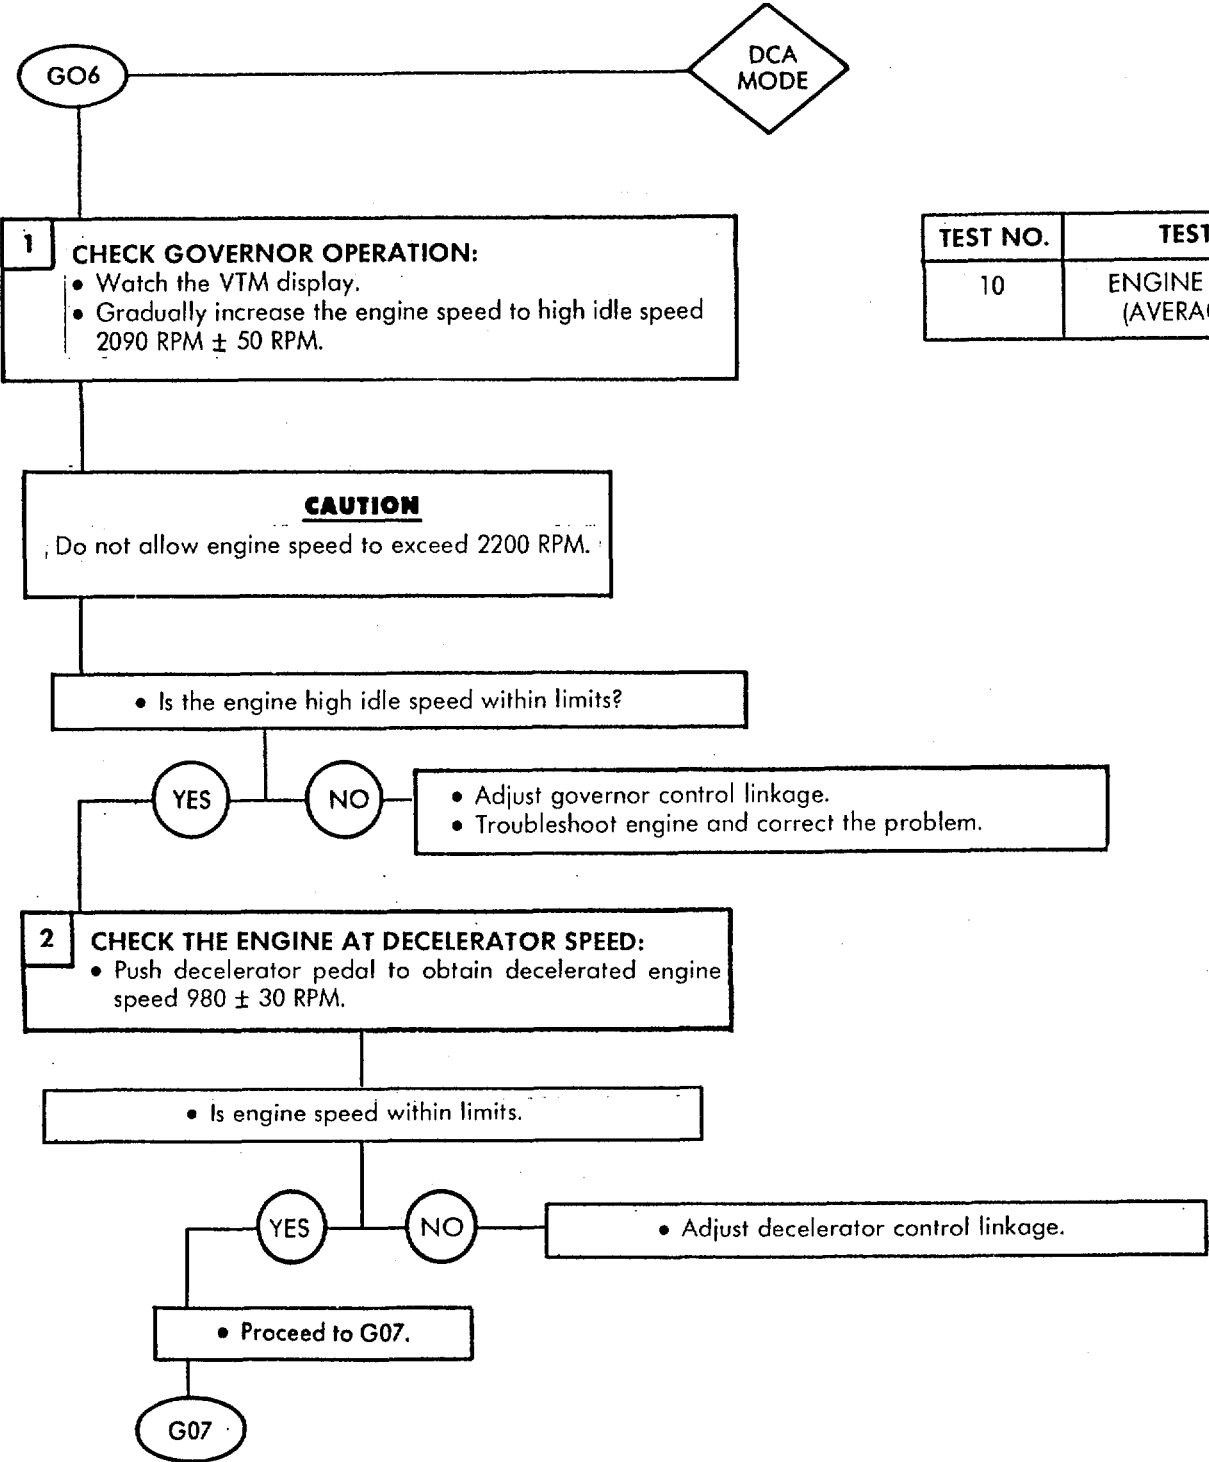 GO6
DCA
MODE
1
CHECK GOVERNOR OPERATION:
• Watch the VTM display.
• Gradually increase the engine speed to high idle speed
2090 RPM ± 50 RPM.
TEST NO. TEST
10 ENGINE
CAUTION
Do not allow engine speed to exceed 2200 RPM.
• Is the engine high idle speed within limits?
YES
NO
• Adjust governor control linkage.
• Troubleshoot engine and correct the problem.
2
CHECK THE ENGINE AT DECELERATOR SPEED:
• Push decelerator pedal to obtain decelerated engine
speed 980 ± 30 RPM.
• Is engine speed within limits.
YES
NO
• Adjust decelerator control linkage.
• Proceed to G07.
G07